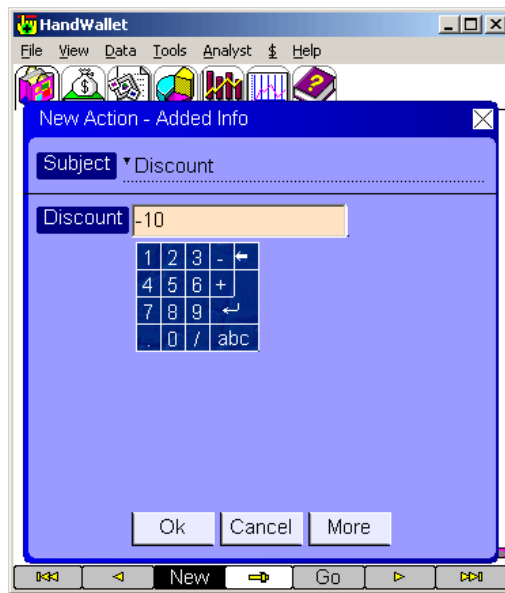 HandWallet
File View Data Tools Analyst $ Help
New Action - Added Info
Subject Discount
Discount -10
1 2 3 -
4 5 6 +
7 8 9
. 0 / abc
Ok Cancel More
New Go